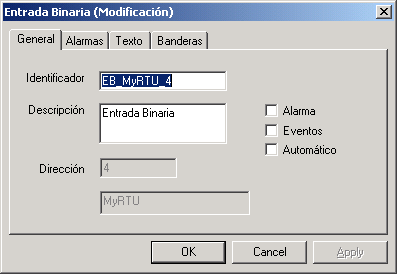 Entrada Binaria (Modificación)
General Alarmas Texto Banderas
Identificador EB_MyRTU_4
Descripción Entrada Binaria
Alarma
Eventos
Automático
Dirección 4
MyRTU
OK Cancel Apply